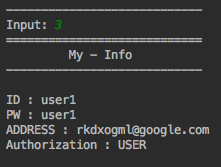 ----------------------------
Input: 3
============================
My - Info
----------------------------
ID : user1
PW : user1
ADDRESS : rkdxogml@google.com
Authorization : USER